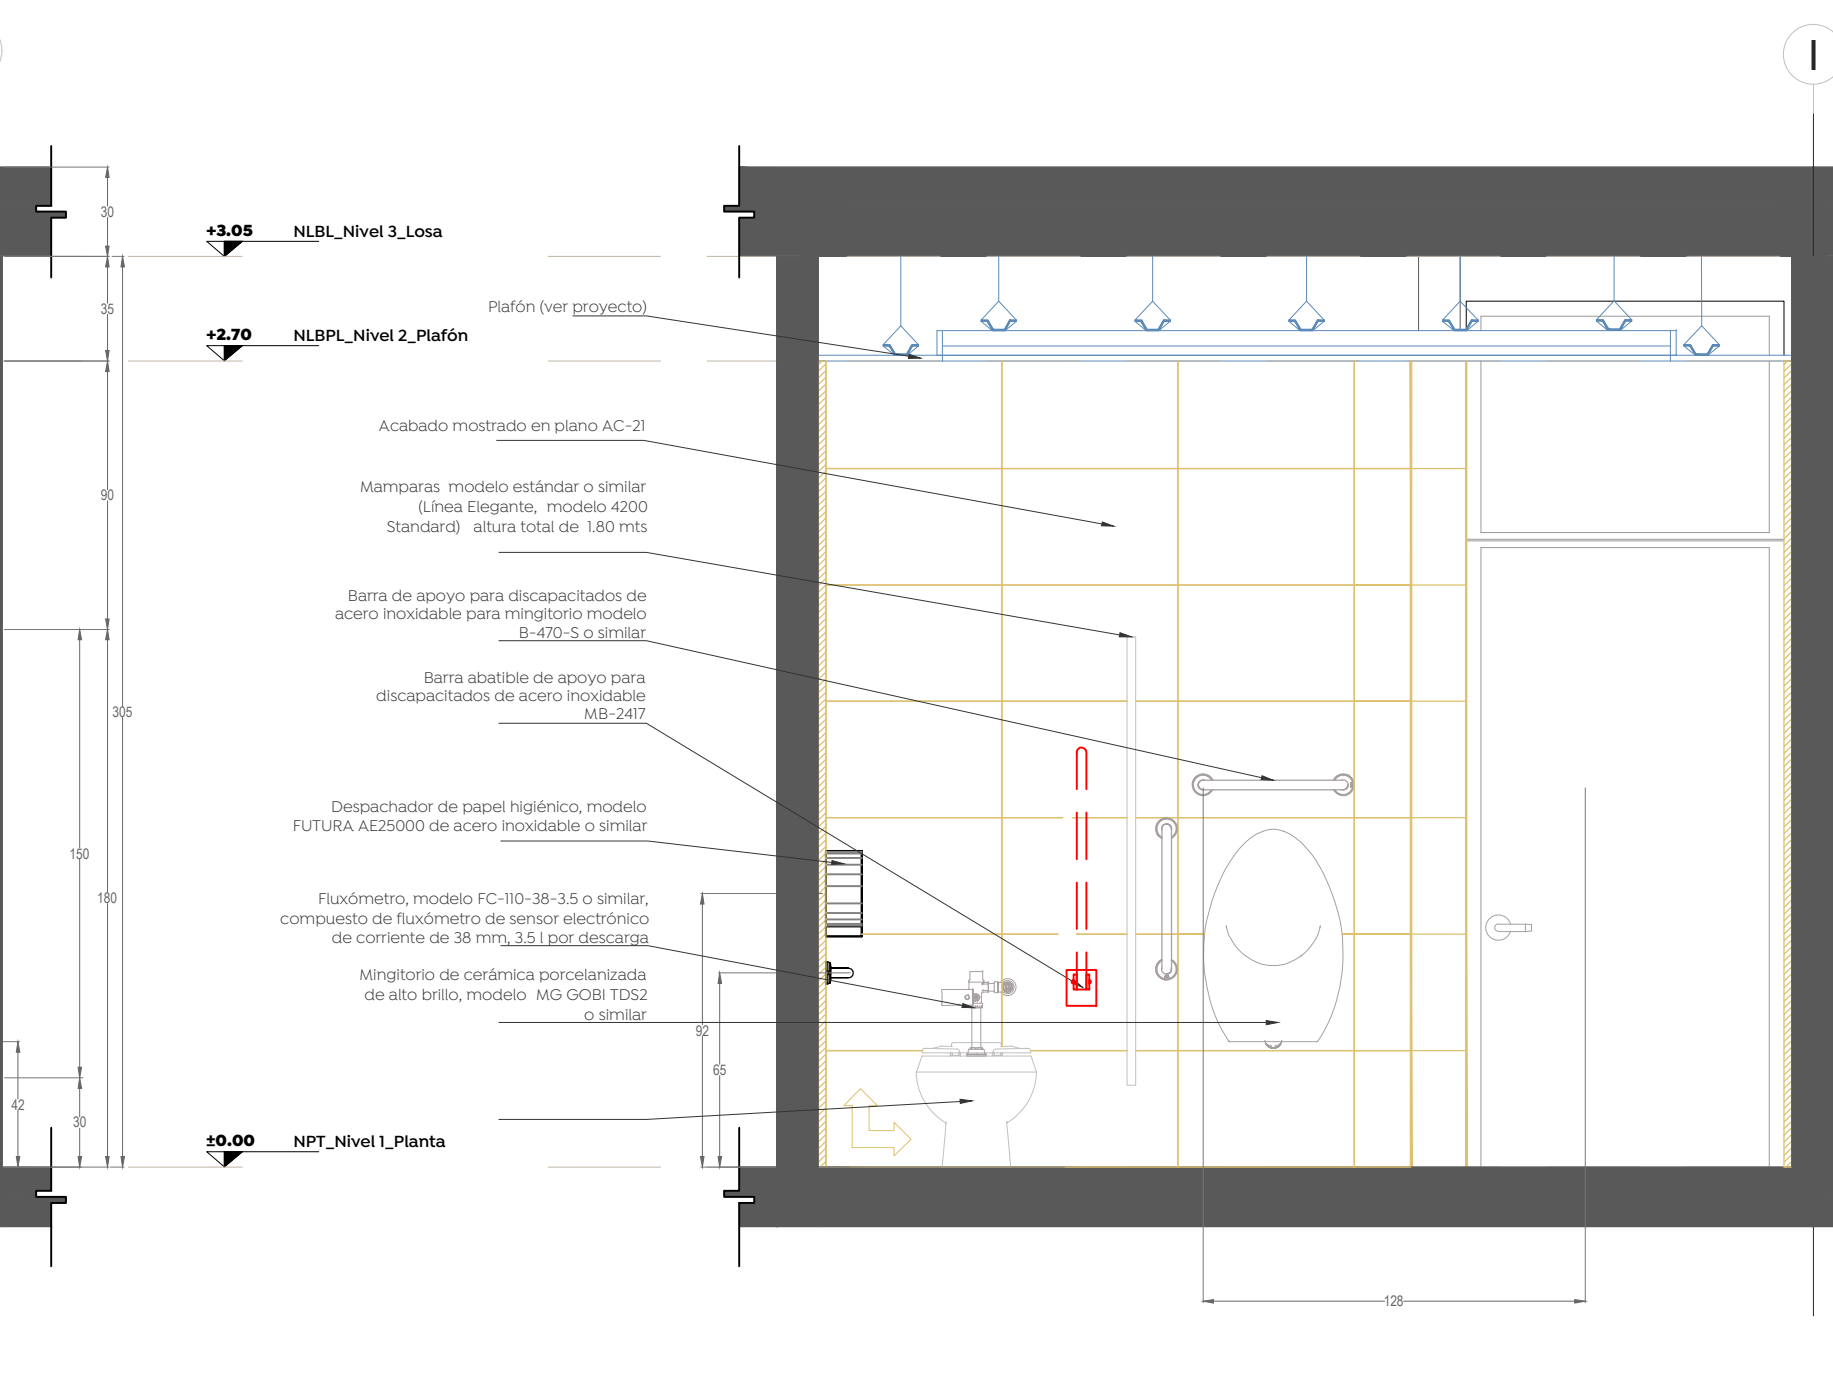 I
30
+3.05 NLBL_Nivel 3_Losa
35
Plafón (ver proyecto)
+2.70 NLBPL_Nivel 2_Plafón
Acabado mostrado en plano AC-21
90
Mamparas modelo estándar o similar
(Línea Elegante, modelo 4200
Standard) altura total de 1.80 mts
Barra de apoyo para discapacitados de
acero inoxidable para mingitorio modelo
B-470-S o similar
Barra abatible de apoyo para
discapacitados de acero inoxidable
MB-2417
305
Despachador de papel higiénico, modelo
FUTURA AE25000 de acero inoxidable o similar
150
180
Fluxómetro, modelo FC-110-38-3.5 o similar,
compuesto de fluxómetro de sensor electrónico
de corriente de 38 mm, 3.5 l por descarga
Mingitorio de cerámica porcelanizada
de alto brillo, modelo MG GOBI TDS2
o similar
92
65
42
30
±0.00 NPT_Nivel 1_Planta
128